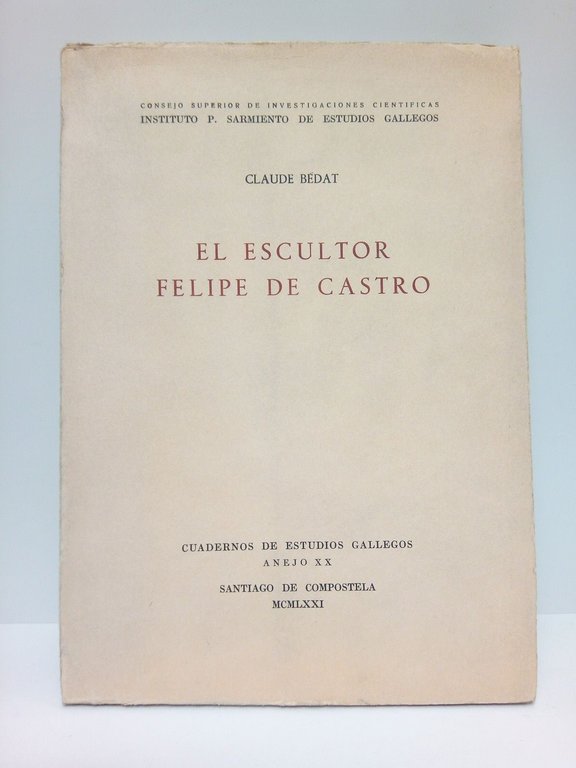 CONSEJO SUPERIOR DE INVESTIGACIONES CIENTIFICAS
INSTITUTO P. SARMIENTO DE ESTUDIOS GALLEGOS
CLAUDE BÉDAT
EL ESCULTOR
FELIPE DE CASTRO
CUADERNOS DE ESTUDIOS GALLEGOS
ANEJO XX
SANTIAGO DE COMPOSTELA
MCMLXXI